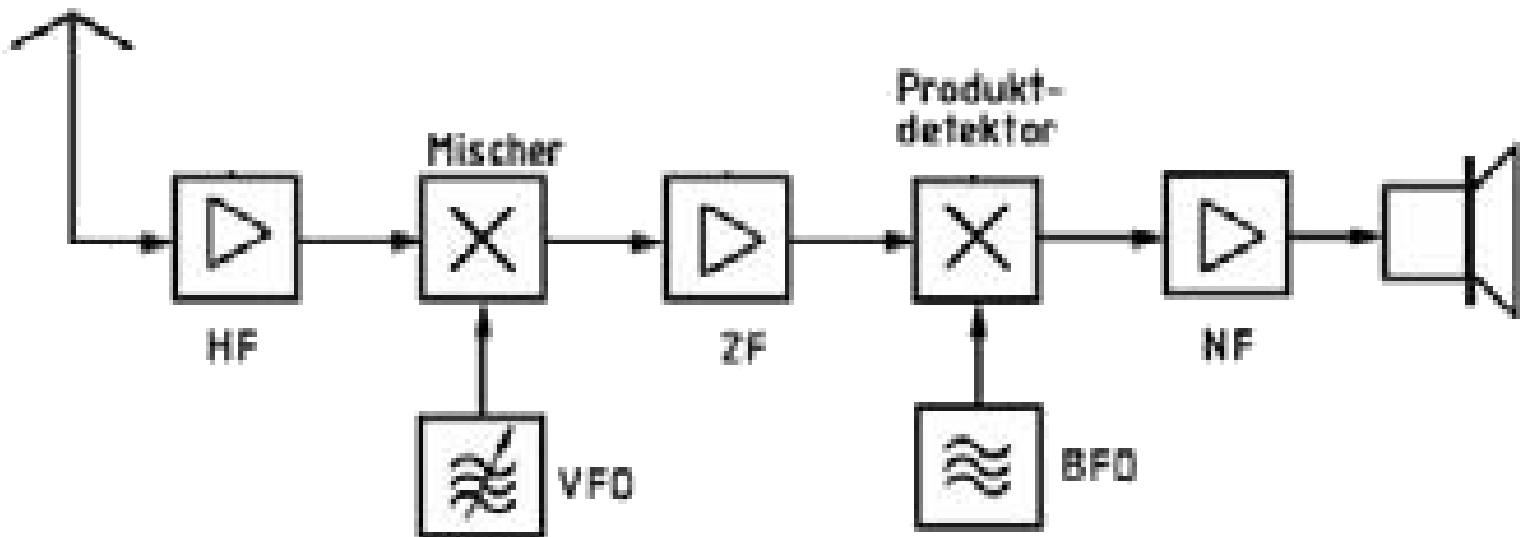 Produkt-
detektor
Mischer
HF
ZF
NF
VFO
BFO